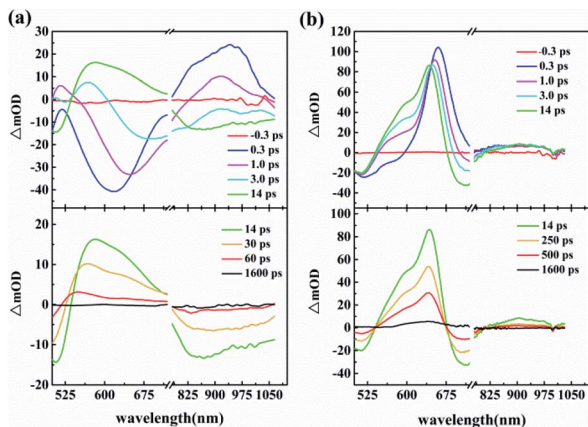 (a)
30
20
10
0
-10
-20
-30
-40
ΔmOD
-0.3 ps
0.3 ps
1.0 ps
3.0 ps
14 ps
20
10
0
-10
-20
ΔmOD
14 ps
30 ps
60 ps
1600 ps
525 600 675 825 900 975 1050
wavelength(nm)
(b)
120
100
80
60
40
20
0
-20
-40
ΔmOD
-0.3 ps
0.3 ps
1.0 ps
3.0 ps
14 ps
100
80
60
40
20
0
-20
-40
ΔmOD
14 ps
250 ps
500 ps
1600 ps
525 600 675 825 900 975 1050
wavelength(nm)